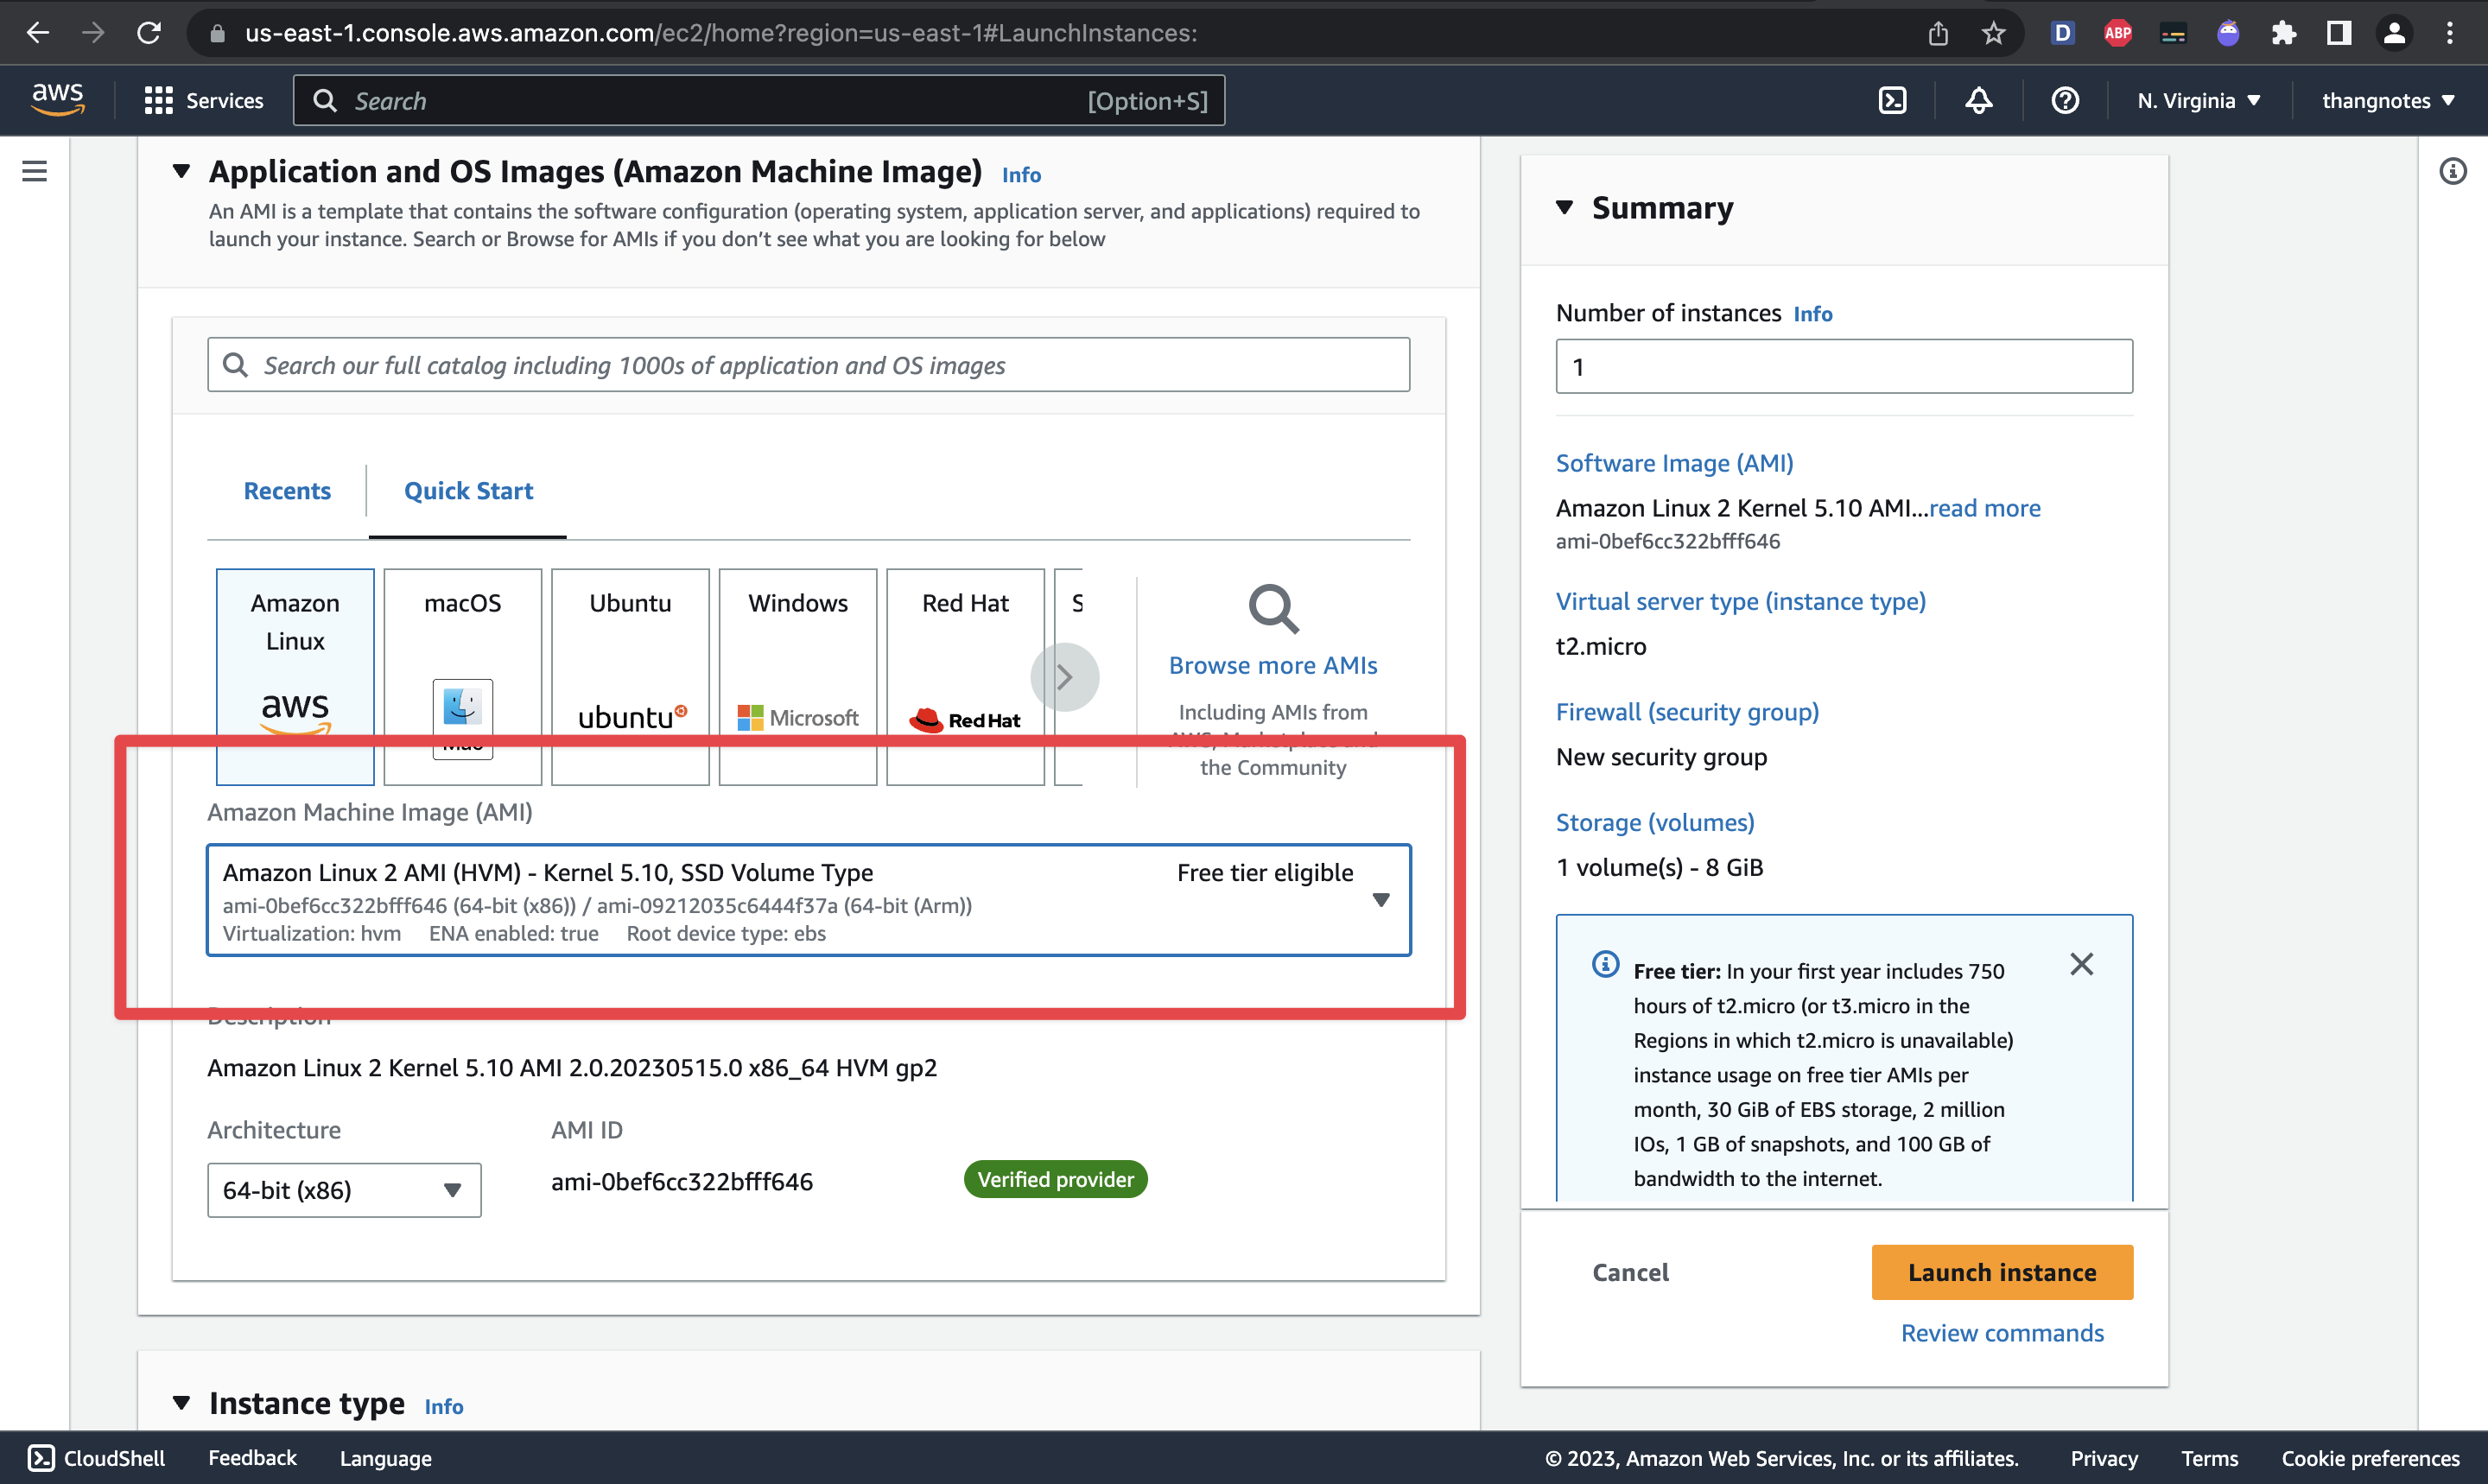 us-east-1.console.aws.amazon.com/ec2/home?region=us-east-1#LaunchInstances:
D
ABP
aws
Services
Search
[Option+S]
N. Virginia
thangnotes
Application and OS Images (Amazon Machine Image) Info
An AMI is a template that contains the software configuration (operating system, application server, and applications) required to
launch your instance. Search or Browse for AMIs if you don’t see what you are looking for below
Search our full catalog including 1000s of application and OS images
Recents
Quick Start
Amazon
Linux
aws
macOS
Ubuntu
ubuntu
Windows
Microsoft
Red Hat
Red Hat
S
Browse more AMIs
Including AMIs from
AWS, Marketplace and
the Community
Amazon Machine Image (AMI)
Amazon Linux 2 AMI (HVM) - Kernel 5.10, SSD Volume Type
Free tier eligible
ami-0bef6cc322bfff646 (64-bit (x86)) / ami-09212035c6444f37a (64-bit (Arm))
Virtualization: hvm ENA enabled: true Root device type: ebs
Description
Amazon Linux 2 Kernel 5.10 AMI 2.0.20230515.0 x86_64 HVM gp2
Architecture
AMI ID
64-bit (x86)
ami-0bef6cc322bfff646
Verified provider
Instance type Info
Summary
Number of instances Info
1
Software Image (AMI)
Amazon Linux 2 Kernel 5.10 AMI...read more
ami-0bef6cc322bfff646
Virtual server type (instance type)
t2.micro
Firewall (security group)
New security group
Storage (volumes)
1 volume(s) - 8 GiB
Free tier: In your first year includes 750
hours of t2.micro (or t3.micro in the
Regions in which t2.micro is unavailable)
instance usage on free tier AMIs per
month, 30 GiB of EBS storage, 2 million
IOs, 1 GB of snapshots, and 100 GB of
bandwidth to the internet.
Cancel
Launch instance
Review commands
CloudShell
Feedback
Language
© 2023, Amazon Web Services, Inc. or its affiliates.
Privacy
Terms
Cookie preferences